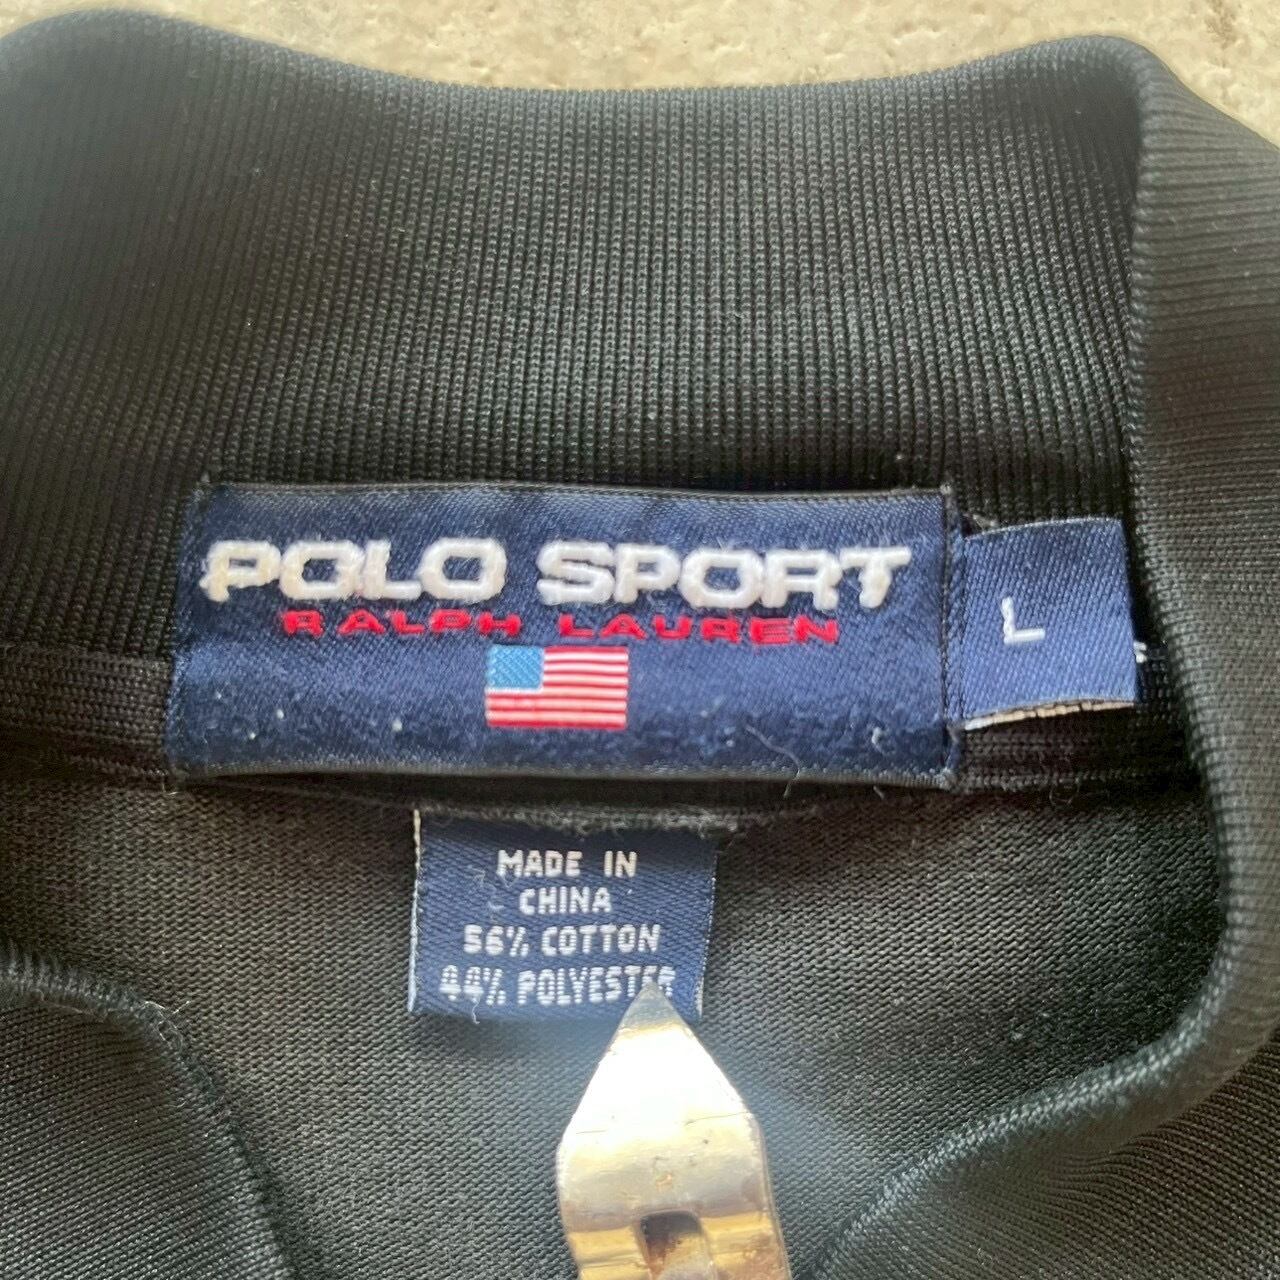 POLO SPORT
RALPH LAUREN
L
MADE IN
CHINA
56% COTTON
44% POLYESTER